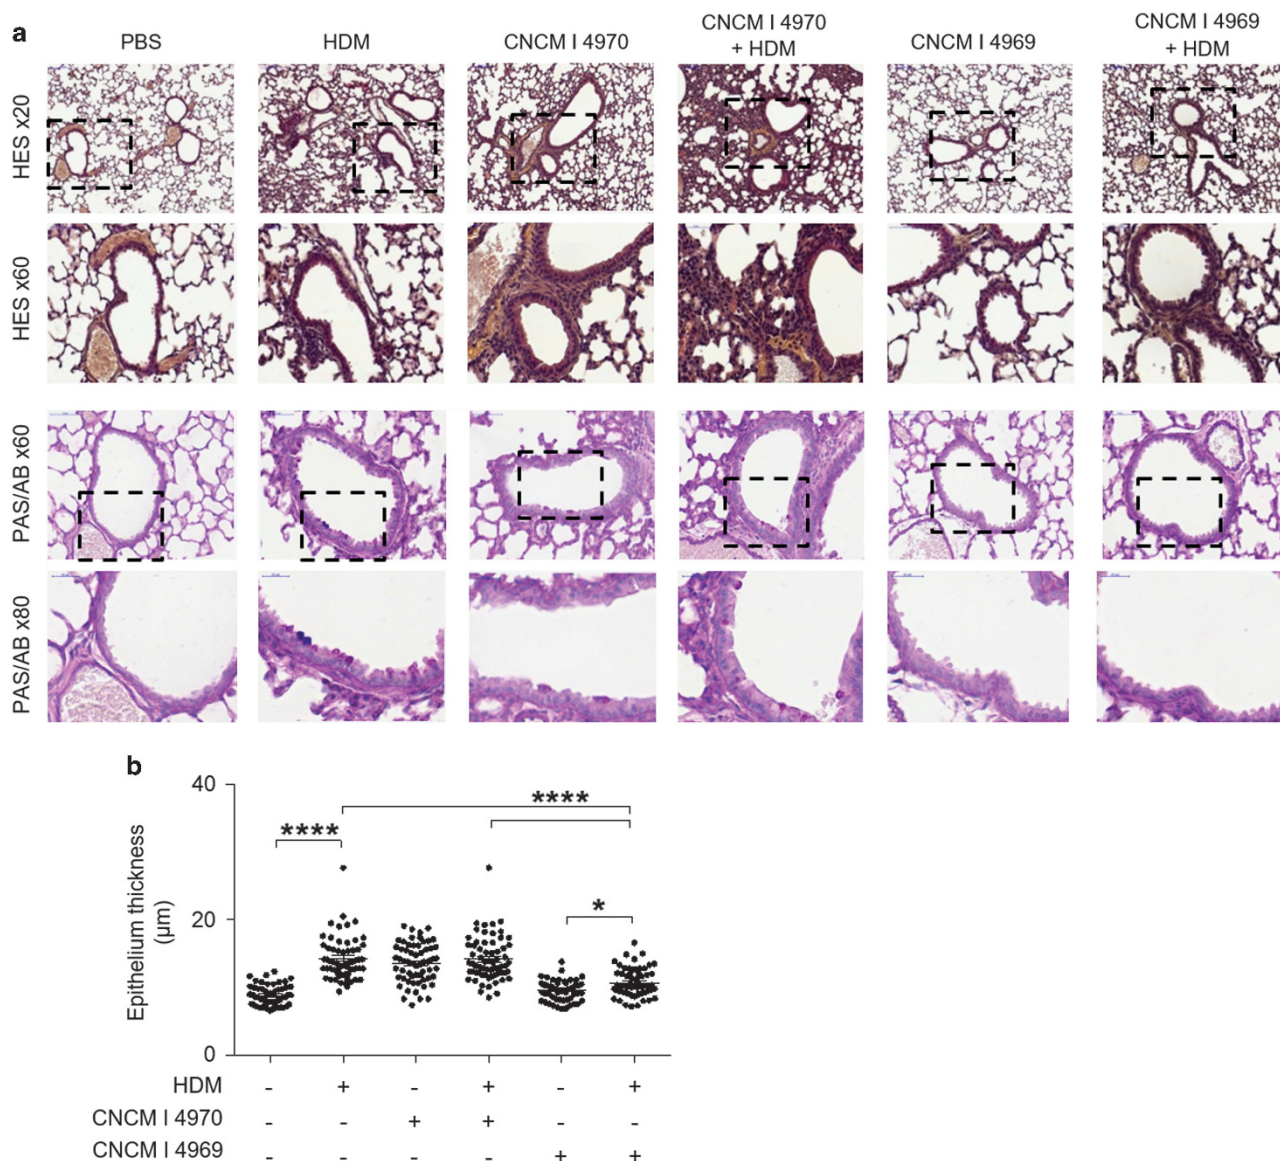 a
PBS
HDM
CNCM I 4970
CNCM I 4970
+ HDM
CNCM I 4969
CNCM I 4969
+ HDM
HES x20
HES x60
PAS/AB x60
PAS/AB x80
b
Epithelium thickness
(µm)
40
20
0
****
****
*
HDM - + - + - +
CNCM I 4970 - - + + - -
CNCM I 4969 - - - - + +